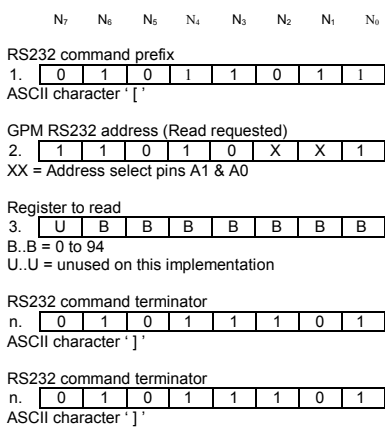 N₇ N₆ N₅ N₄ N₃ N₂ N₁ N₀
RS232 command prefix
1. 0 1 0 1 1 0 1 1
ASCII character ‘ [ ’
GPM RS232 address (Read requested)
2. 1 1 0 1 0 X X 1
XX = Address select pins A1 & A0
Register to read
3. U B B B B B B B
B..B = 0 to 94
U..U = unused on this implementation
RS232 command terminator
n. 0 1 0 1 1 1 0 1
ASCII character ‘ ] ’
RS232 command terminator
n. 0 1 0 1 1 1 0 1
ASCII character ‘ ] ’